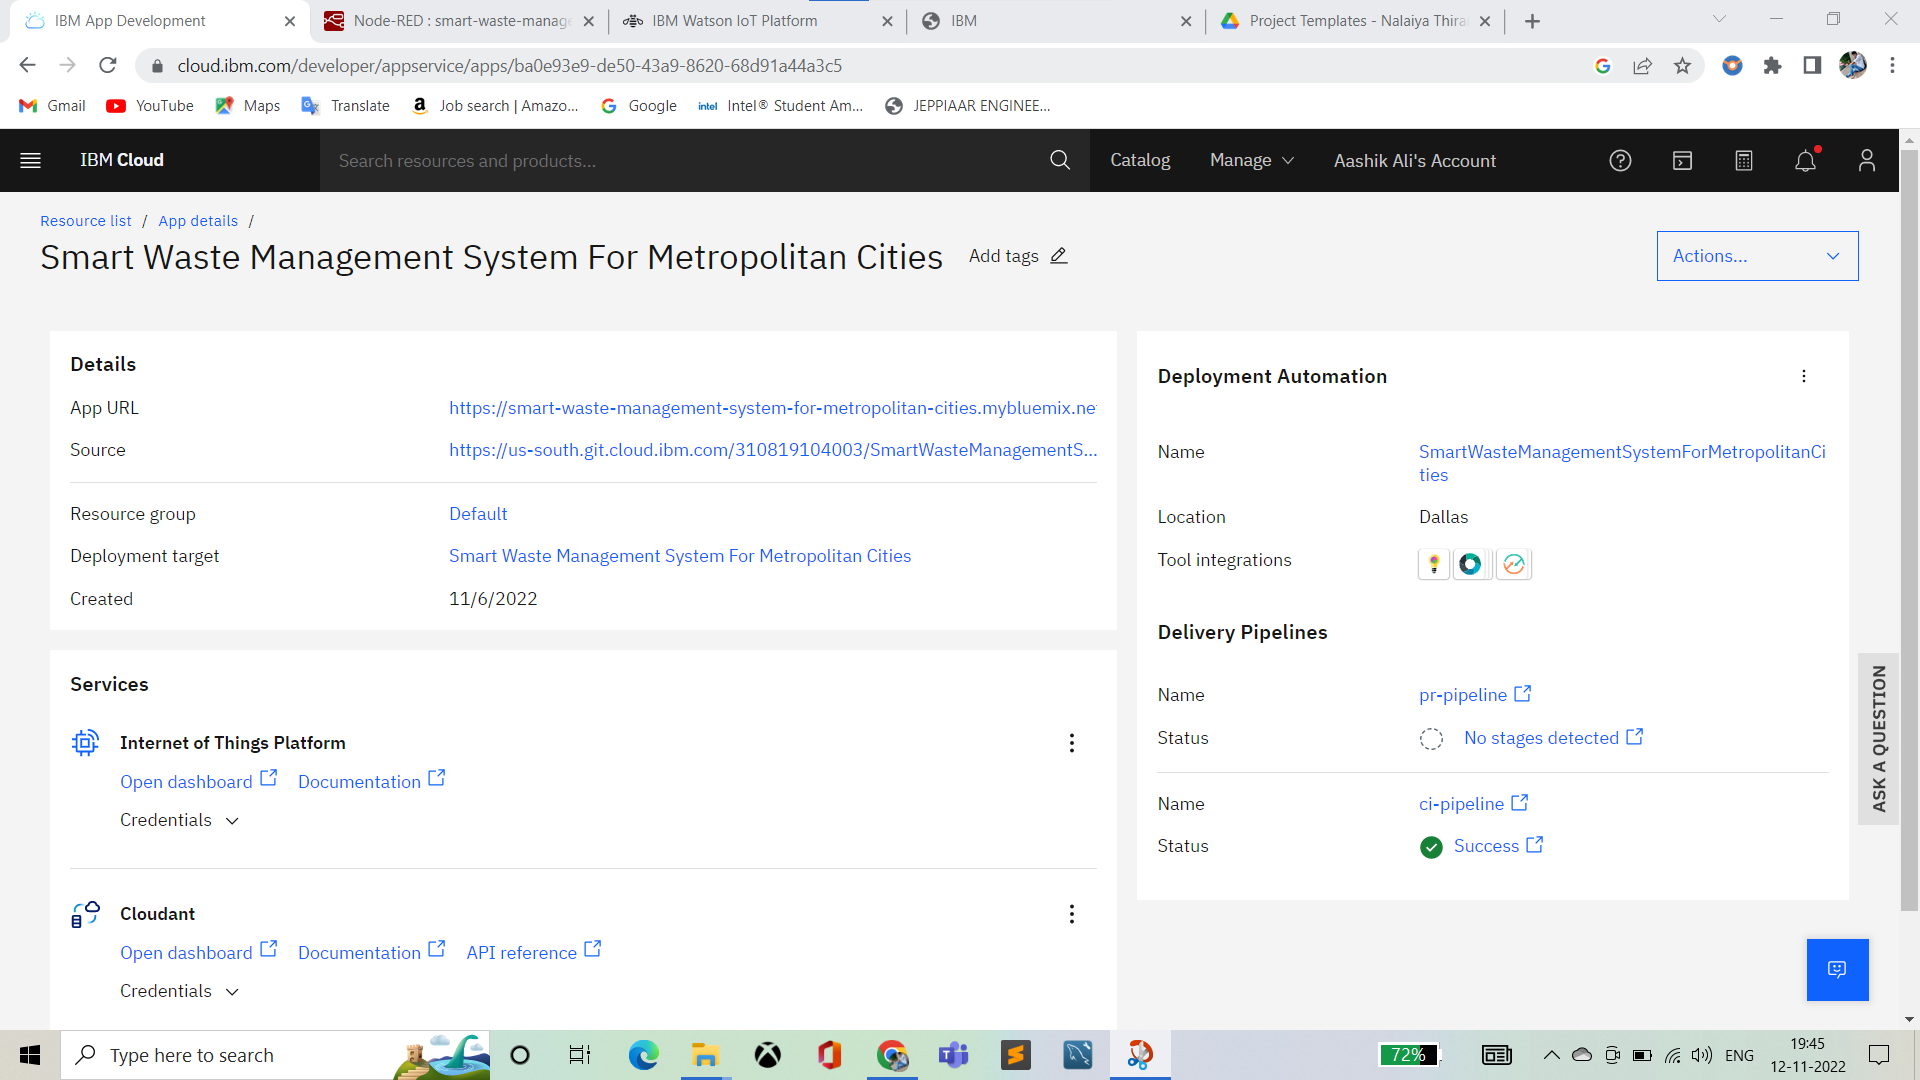 IBM App Development
Node-RED : smart-waste-manage
IBM Watson IoT Platform
IBM
Project Templates - Nalaiya Thira
cloud.ibm.com/developer/appservice/apps/ba0e93e9-de50-43a9-8620-68d91a44a3c5
Gmail
YouTube
Maps
Translate
Job search | Amazo...
Google
intel
Intel® Student Am...
JEPPIAAR ENGINEE...
IBM Cloud
Search resources and products...
Catalog
Manage
Aashik Ali's Account
Resource list / App details /
Smart Waste Management System For Metropolitan Cities
Add tags
Actions...
Details
App URL
https://smart-waste-management-system-for-metropolitan-cities.mybluemix.ne
Source
https://us-south.git.cloud.ibm.com/310819104003/SmartWasteManagementS...
Resource group
Default
Deployment target
Smart Waste Management System For Metropolitan Cities
Created
11/6/2022
Services
Internet of Things Platform
Open dashboard
Documentation
Credentials
Cloudant
Open dashboard
Documentation
API reference
Credentials
Deployment Automation
Name
SmartWasteManagementSystemForMetropolitanCi
ties
Location
Dallas
Tool integrations
Delivery Pipelines
Name
pr-pipeline
Status
No stages detected
Name
ci-pipeline
Status
Success
ASK A QUESTION
Type here to search
72%
ENG
19:45
12-11-2022